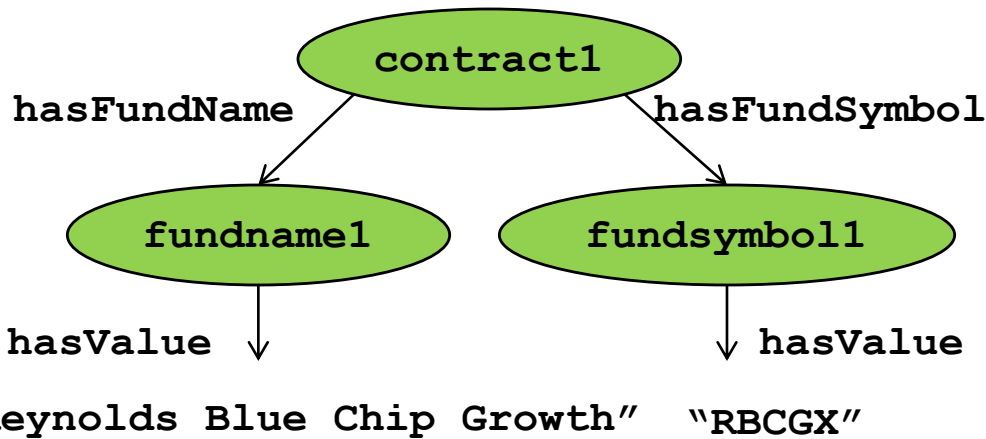 contract1
hasFundName hasFundSymbol
fundname1 fundsymbol1
hasValue hasValue
eynolds Blue Chip Growth” “RBCGX”